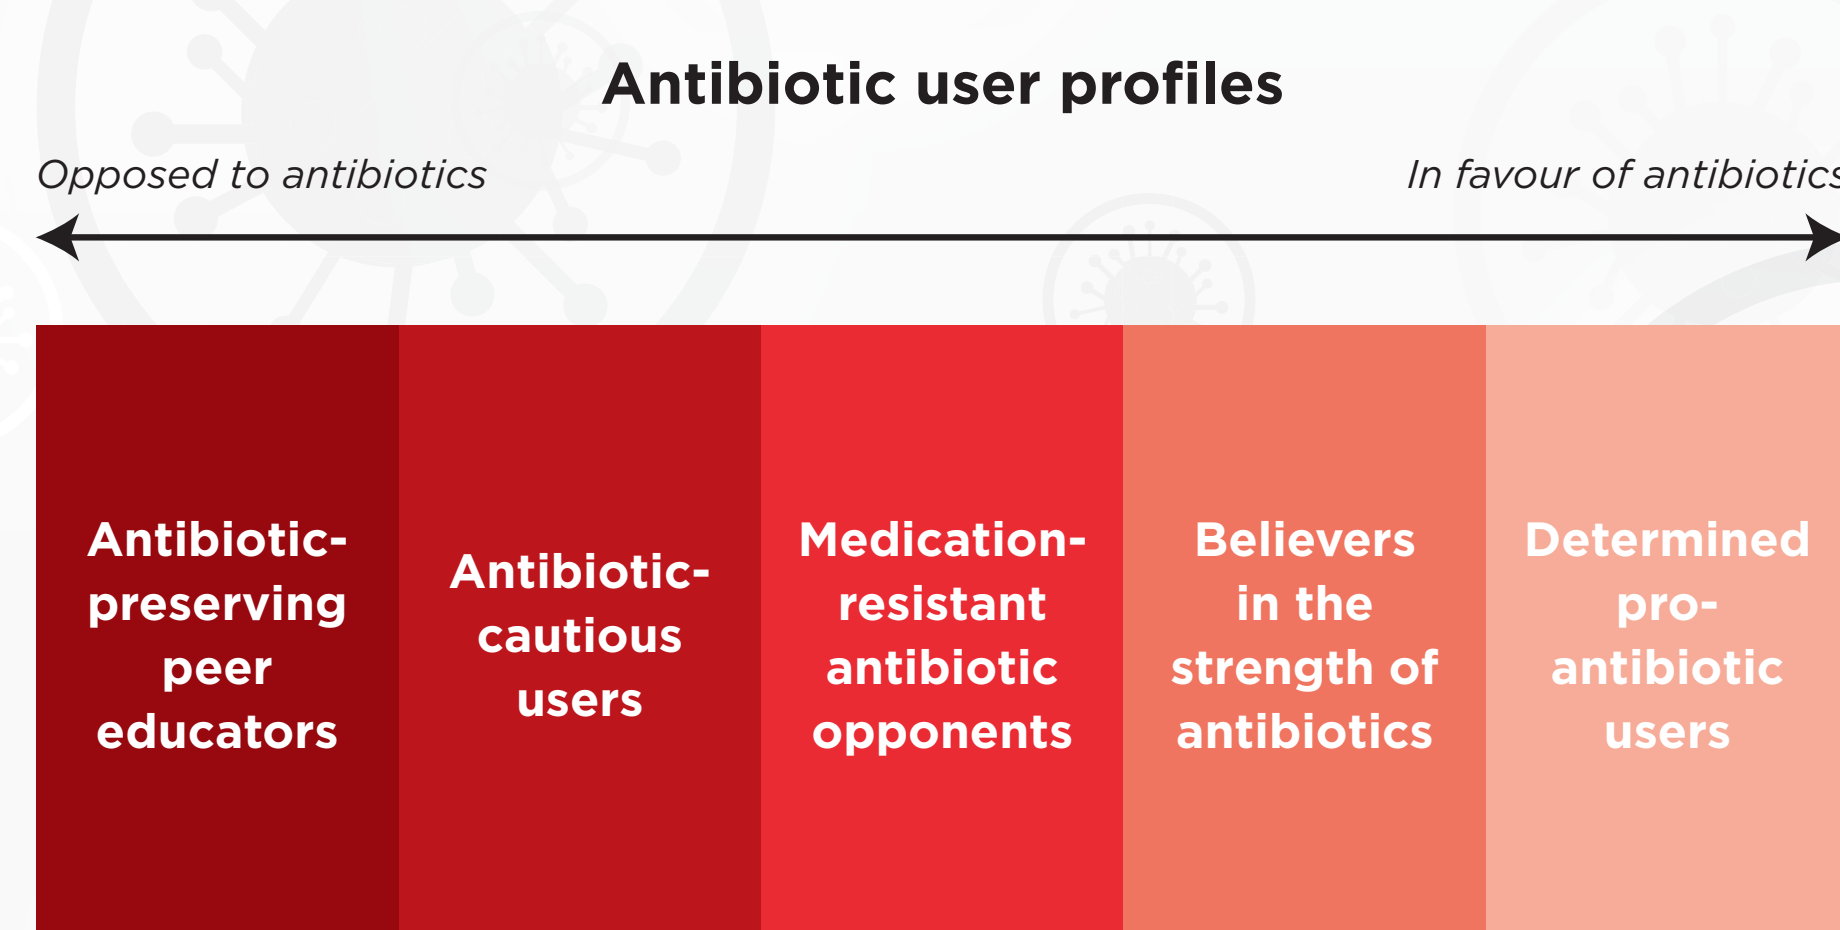 Antibiotic user profiles
Opposed to antibiotics
In favour of antibiotics
Antibiotic-
preserving
peer
educators
Antibiotic-
cautious
users
Medication-
resistant
antibiotic
opponents
Believers
in the
strength of
antibiotics
Determined
pro-
antibiotic
users